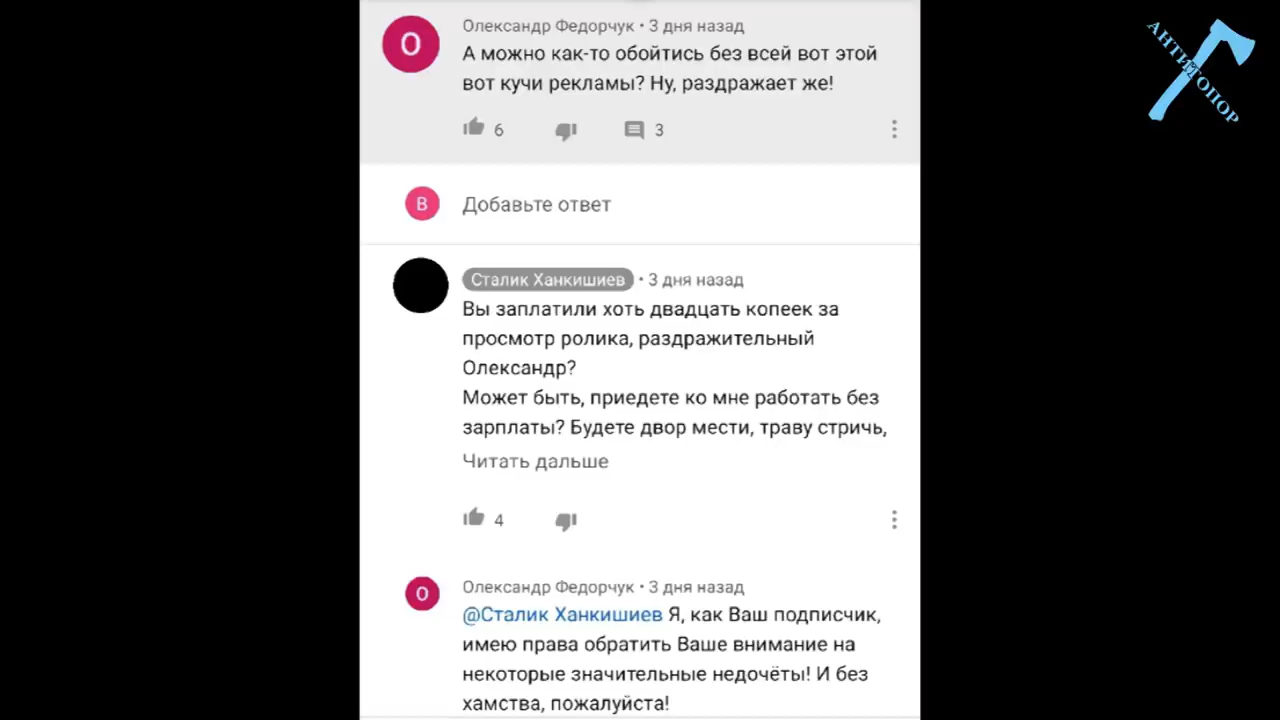 Олександр Федорчук • 3 дня назад
О
А можно как-то обойтись без всей вот этой
вот кучи рекламы? Ну, раздражает же!
6
3
В
Добавьте ответ
Сталик Ханкишиев • 3 дня назад
Вы заплатили хоть двадцать копеек за
просмотр ролика, раздражительный
Олександр?
Может быть, приедете ко мне работать без
зарплаты? Будете двор мести, траву стричь,
Читать дальше
4
О
Олександр Федорчук • 3 дня назад
@Сталик Ханкишиев Я, как Ваш подписчик,
имею права обратить Ваше внимание на
некоторые значительные недочёты! И без
хамства, пожалуйста!
АНТИТОПОР